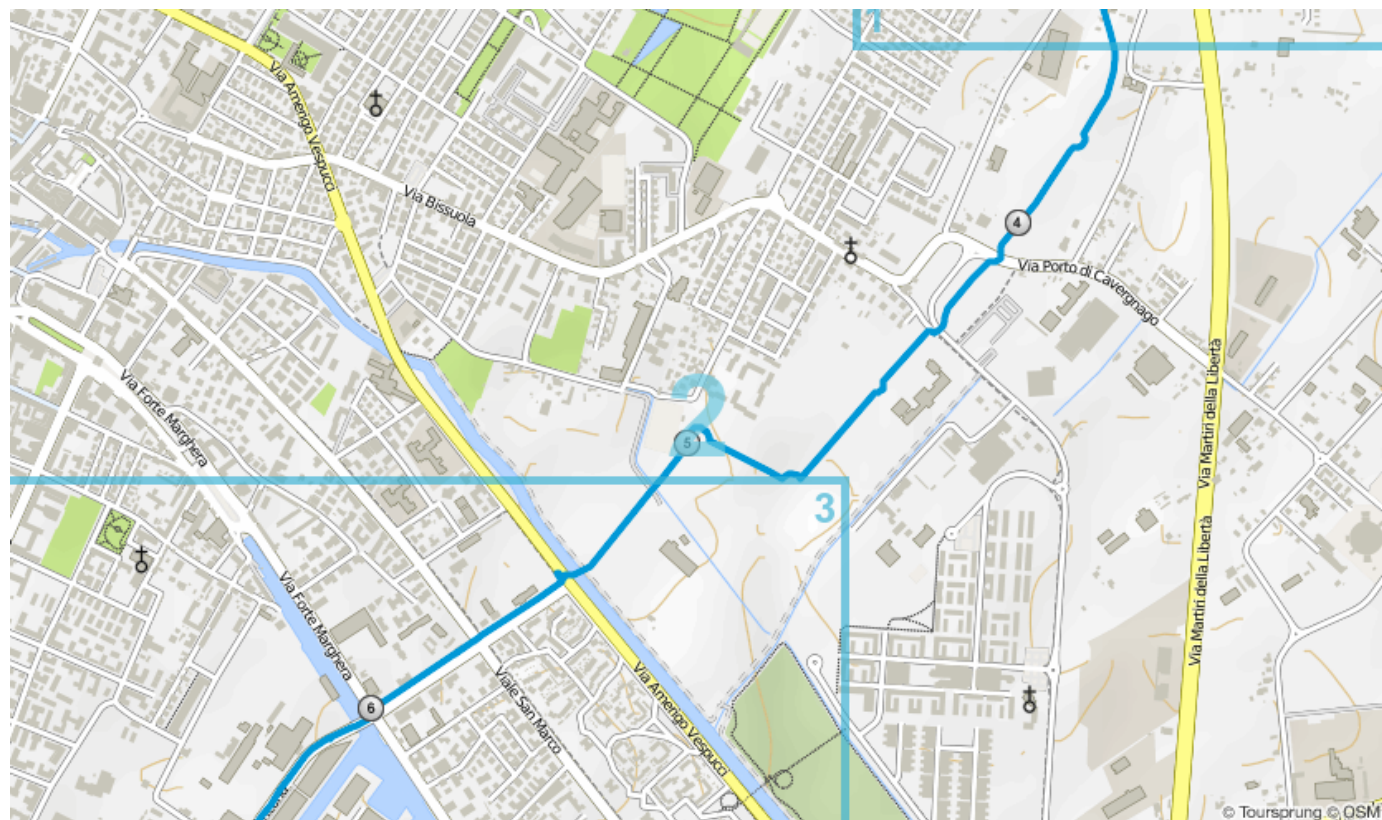 1
Via Amerigo Vespucci
Via Bissuola
4
Via Porto di Cavergnago
Via Martiri della Libertà
Via Forte Marghera
2
5
3
Via Martiri della Libertà
Via Forte Marghera
Via Amerigo Vespucci
Viale San Marco
6
© Toursprung © OSM